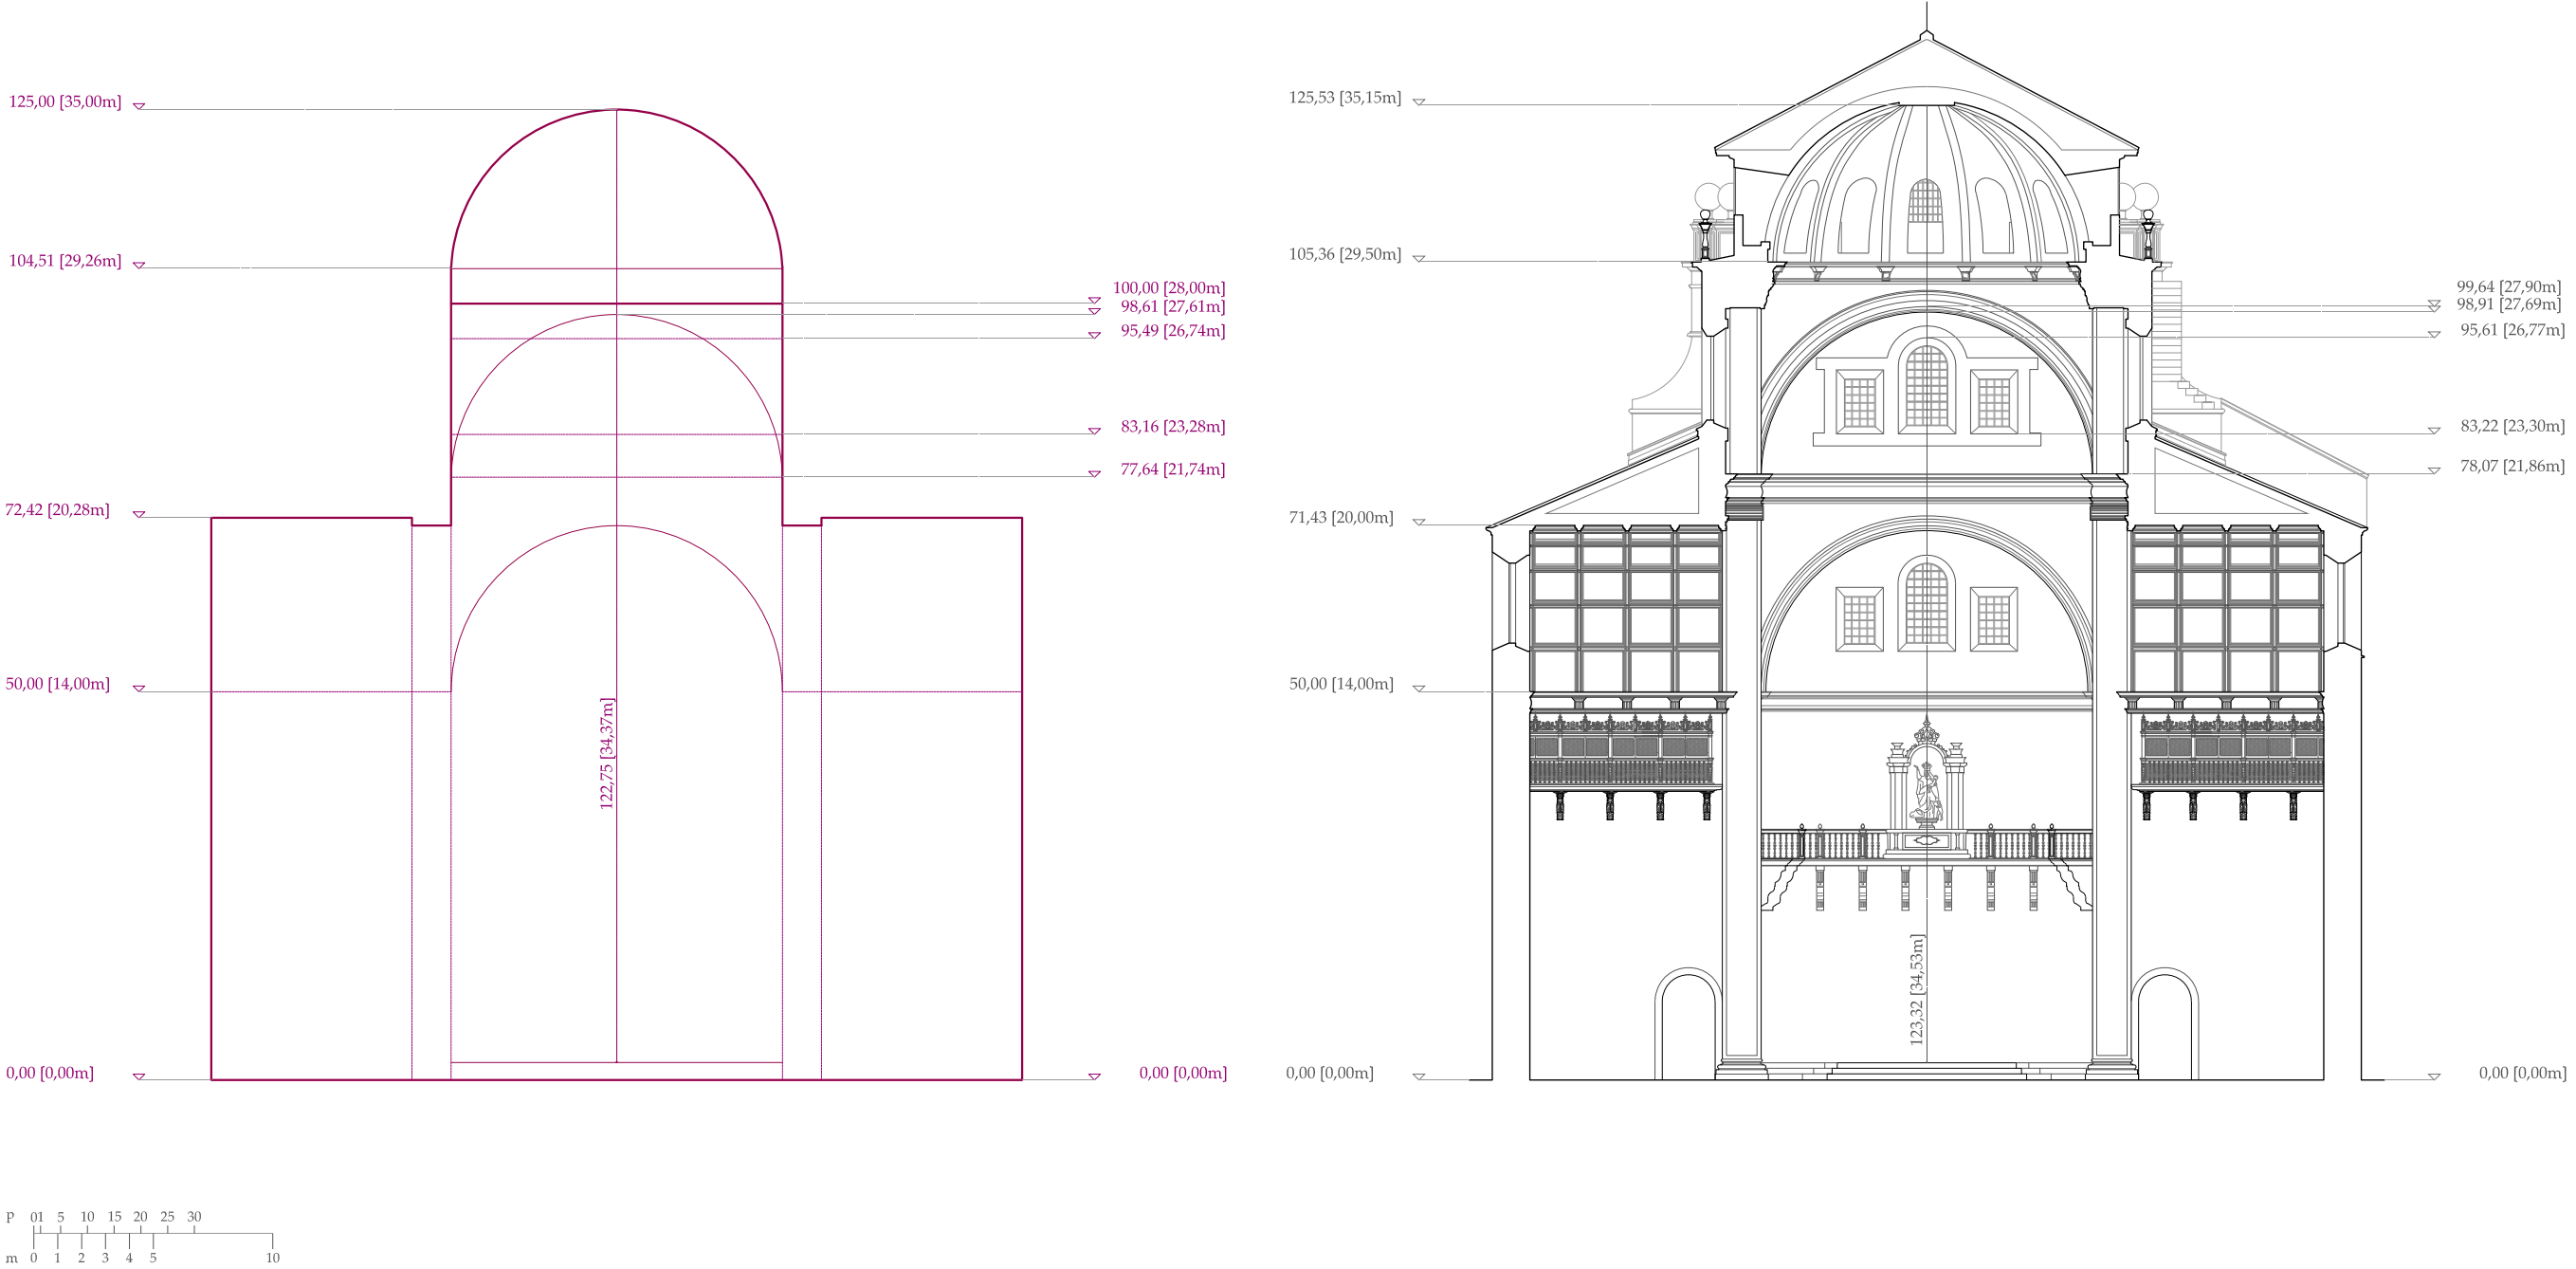 125,00 [35,00m]
104,51 [29,26m]
100,00 [28,00m]
98,61 [27,61m]
95,49 [26,74m]
83,16 [23,28m]
77,64 [21,74m]
72,42 [20,28m]
50,00 [14,00m]
122,75 [34,37m]
0,00 [0,00m]
0,00 [0,00m]
125,53 [35,15m]
105,36 [29,50m]
99,64 [27,90m]
98,91 [27,69m]
95,61 [26,77m]
83,22 [23,30m]
78,07 [21,86m]
71,43 [20,00m]
50,00 [14,00m]
123,32 [34,53m]
0,00 [0,00m]
0,00 [0,00m]
P 01 5 10 15 20 25 30
m 0 1 2 3 4 5 10